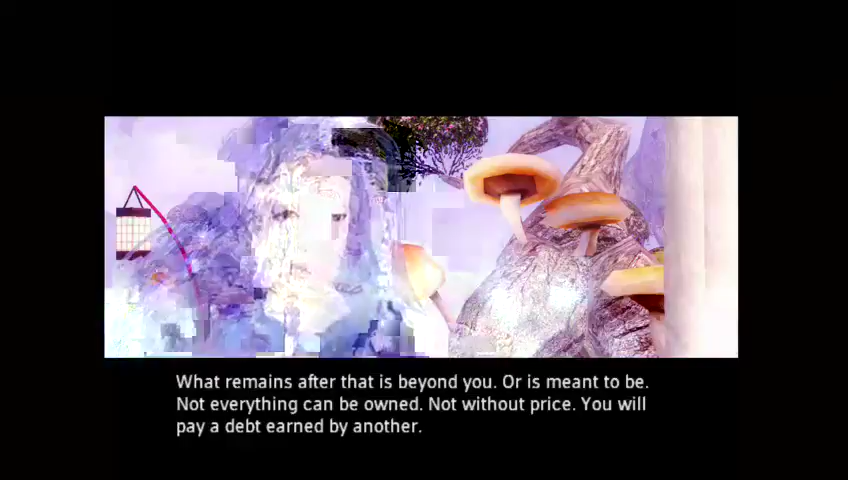 What remains after that is beyond you. Or is meant to be.
Not everything can be owned. Not without price. You will
pay a debt earned by another.